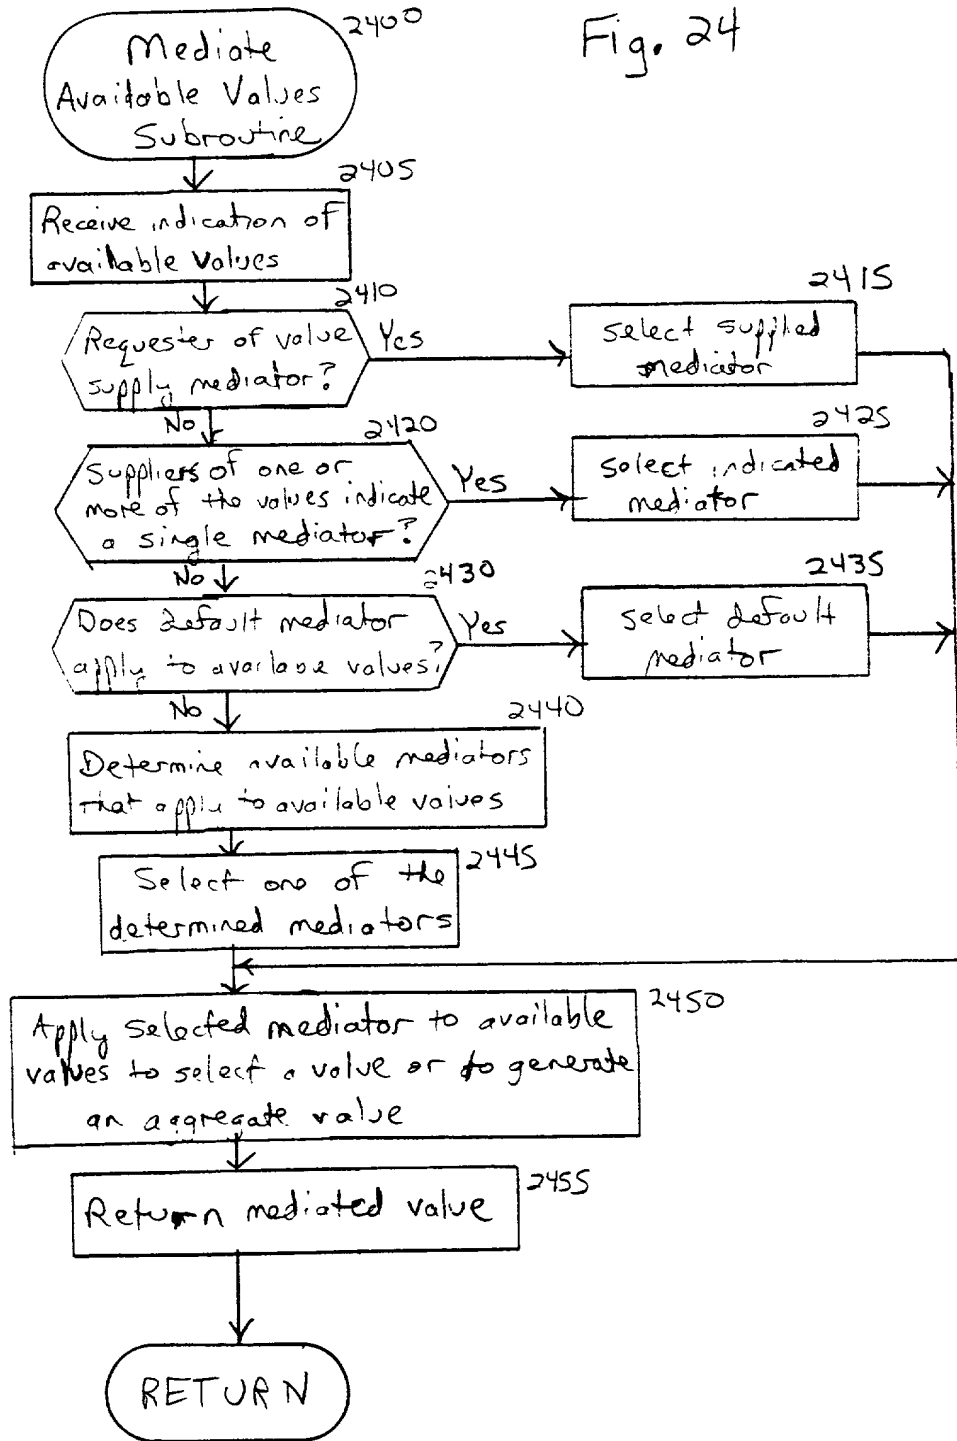 Fig. 24
2400
Mediate
Available Values
Subroutine
2405
Receive indication of
available values
2410
Requester of value
supply mediator?
Yes
2415
select supplied
mediator
No
2420
Suppliers of one or
more of the values indicate
a single mediator?
Yes
2425
select indicated
mediator
No
2430
Does default mediator
apply to availabe values?
Yes
2435
select default
mediator
No
2440
Determine available mediators
that apply to available values
2445
Select one of the
determined mediators
2450
Apply selected mediator to available
values to select a value or to generate
an aggregate value
2455
Return mediated value
RETURN